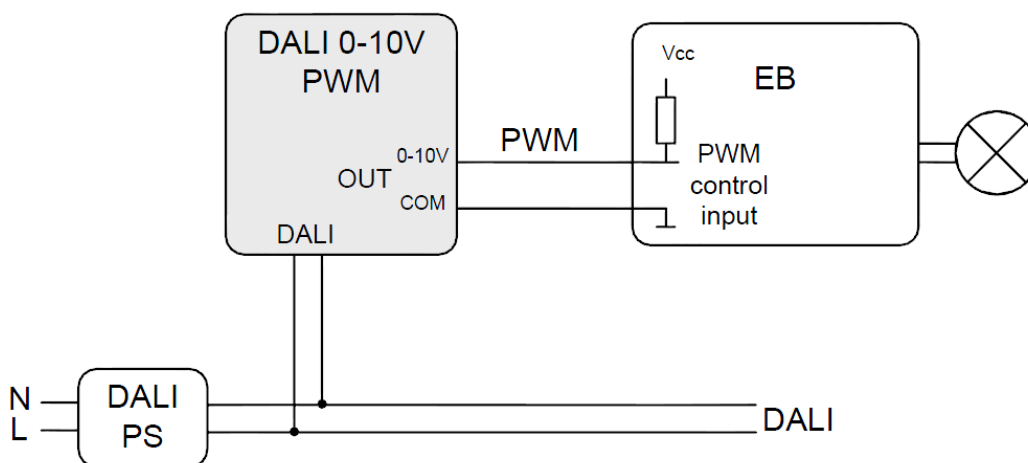 DALI 0-10V
PWM
0-10V
OUT
COM
DALI
PWM
Vcc
EB
PWM
control
input
N
L
DALI
PS
DALI